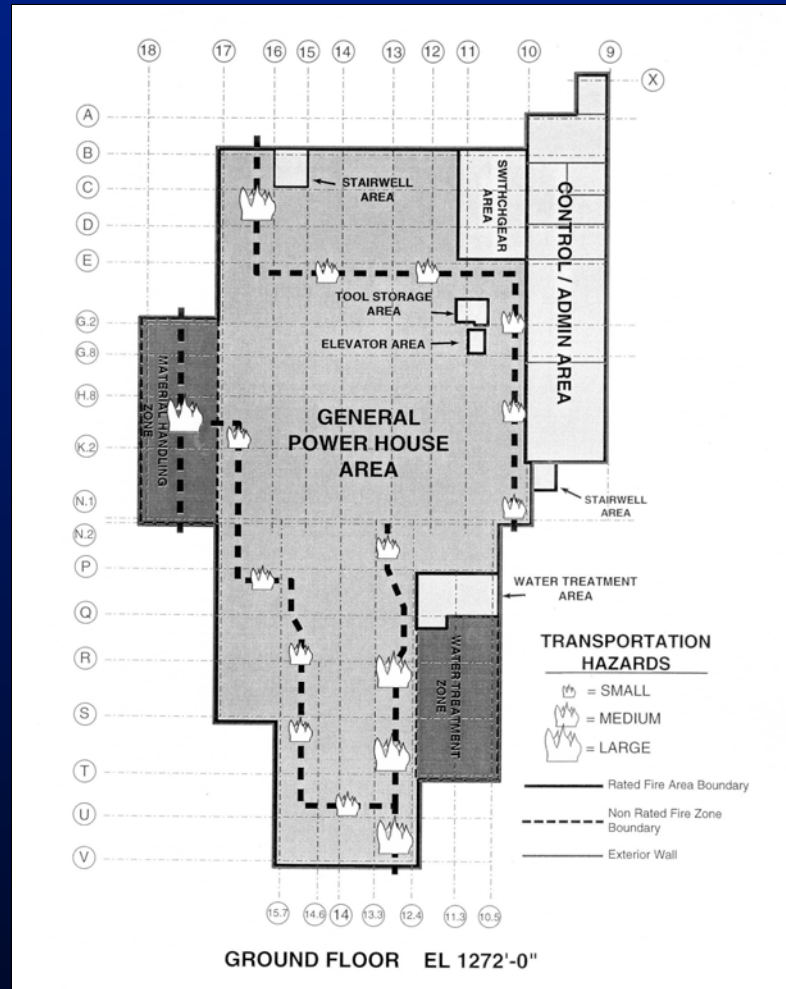 18 17 16 15 14 13 12 11 10 9
X
A
B
C
D
E
G.2
G.8
H.8
K.2
N.1
N.2
P
Q
R
S
T
U
V
STAIRWELL
AREA
SWITHCHGEAR
AREA
CONTROL / ADMIN AREA
TOOL STORAGE
AREA
ELEVATOR AREA
MATERIAL HANDLING
ZONE
GENERAL
POWER HOUSE
AREA
STAIRWELL
AREA
WATER TREATMENT
AREA
WATER TREATMENT
ZONE
TRANSPORTATION
HAZARDS
= SMALL
= MEDIUM
= LARGE
Rated Fire Area Boundary
Non Rated Fire Zone
Boundary
Exterior Wall
15.7 14.6 14 13.3 12.4 11.3 10.5
GROUND FLOOR EL 1272'-0"